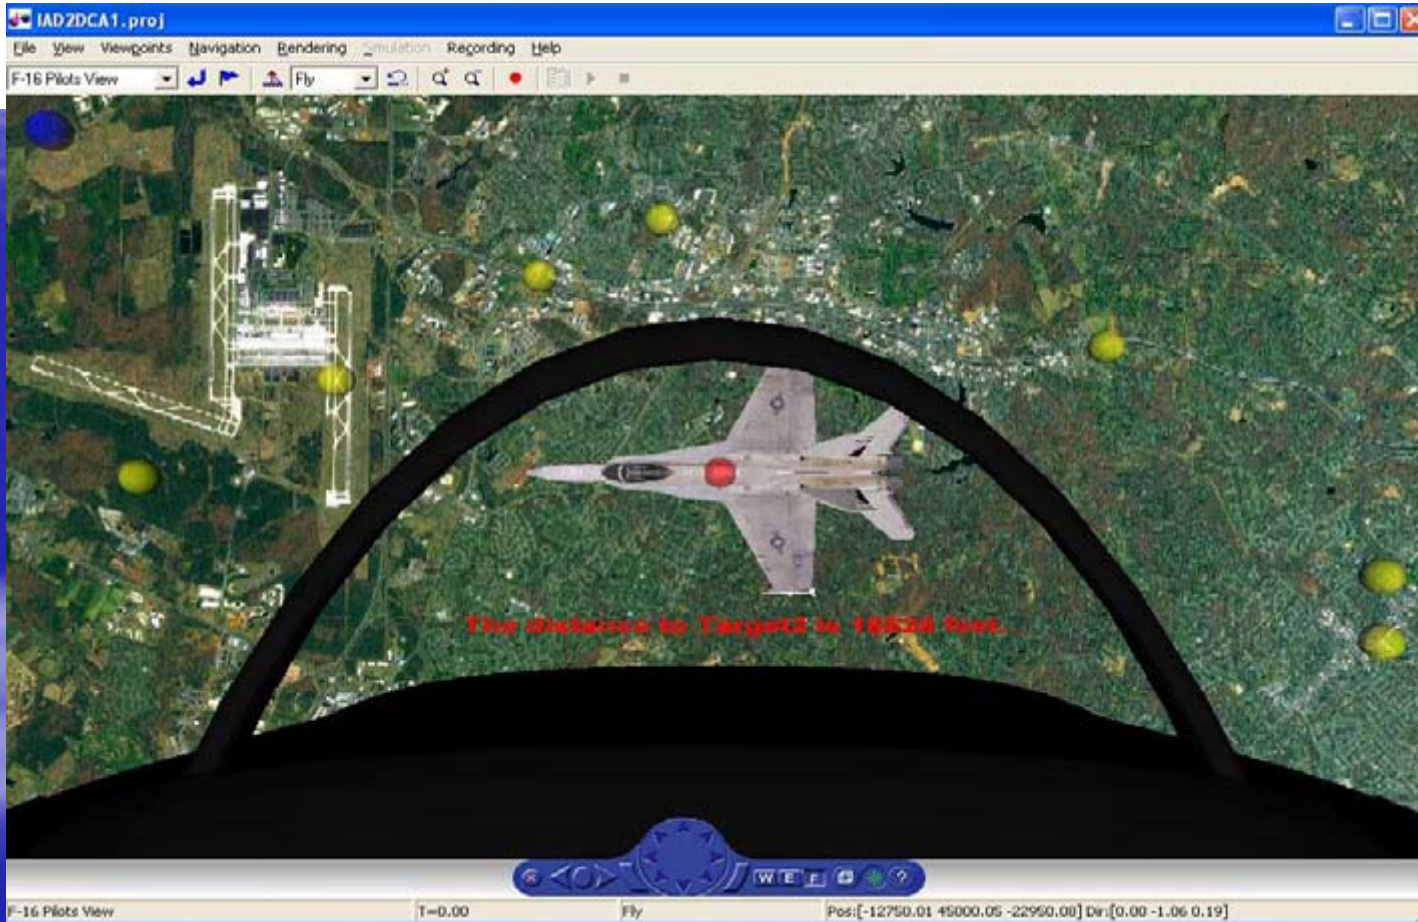 IAD2DCA1.proj
File View Viewpoints Navigation Rendering Simulation Recording Help
F-16 Pilots View Fly
The distance to Target2 is feet.
W E F ?
F-16 Pilots View T=0.00 Fly Pos:[-12750.01 45000.05 -22950.08] Dir:[0.00 -1.06 0.19]